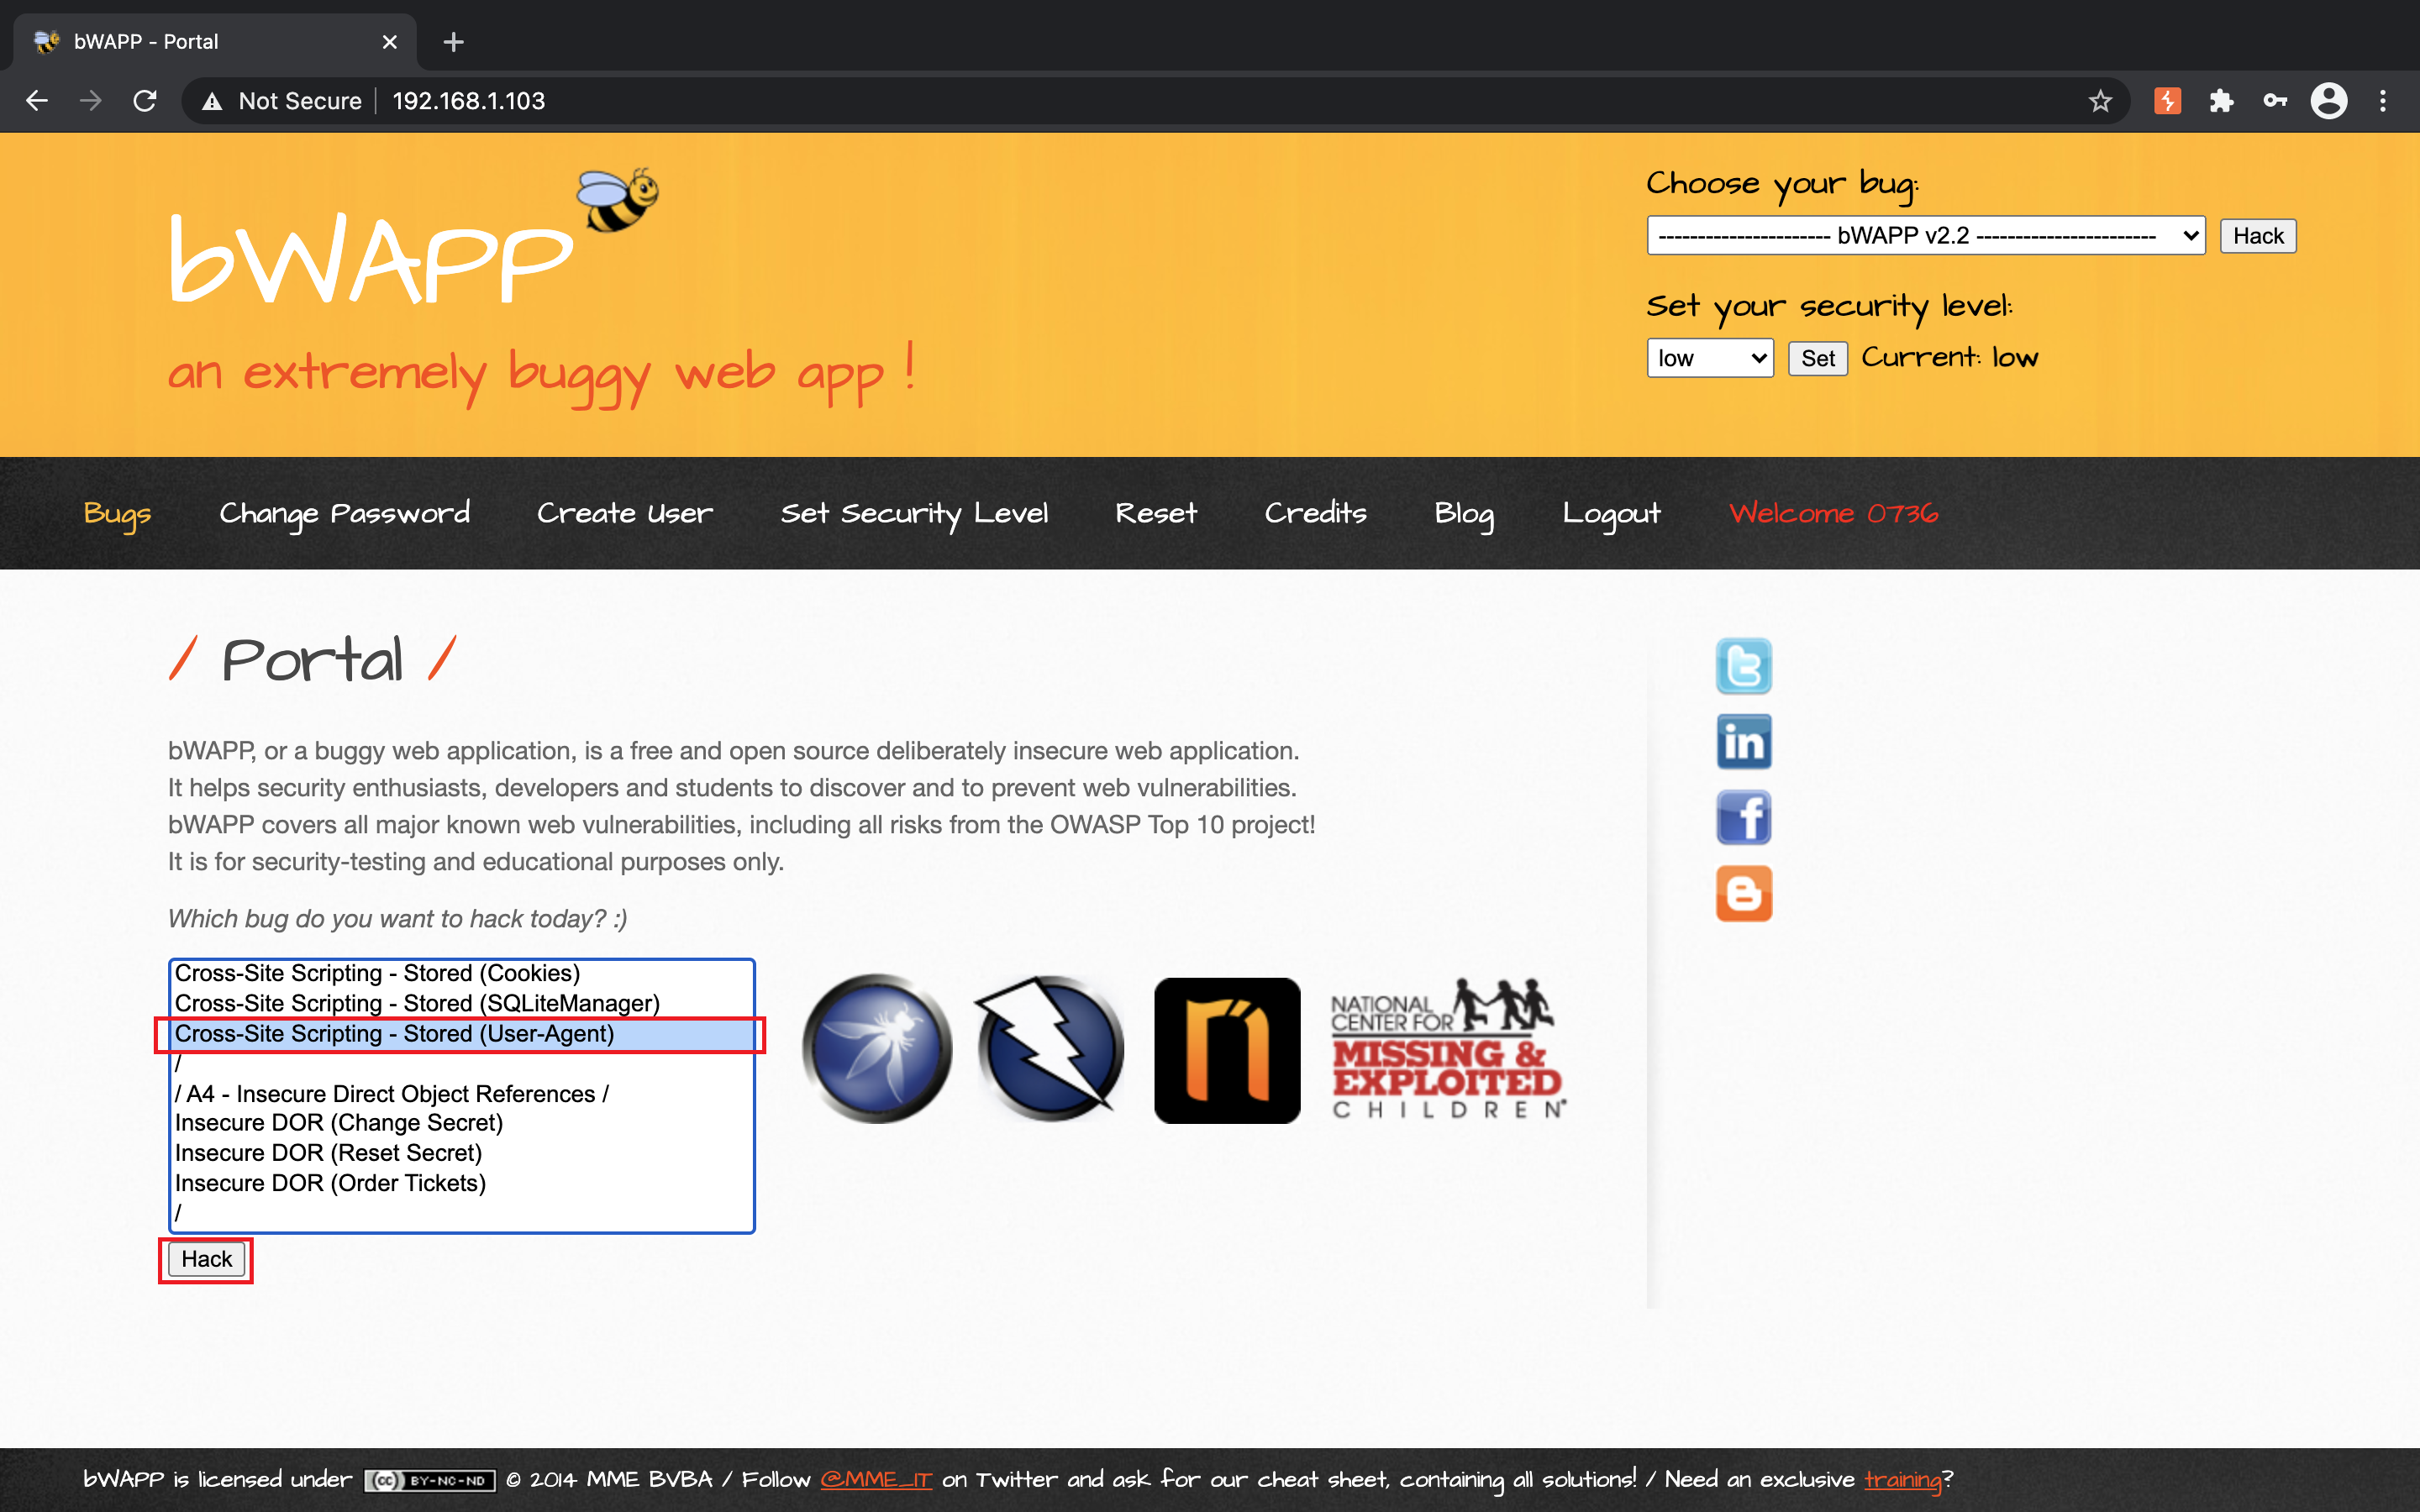 bWAPP - Portal
Not Secure | 192.168.1.103
bWAPP
an extremely buggy web app !
Choose your bug:
---------------------- bWAPP v2.2 ----------------------- Hack
Set your security level:
low Set Current: low
Bugs Change Password Create User Set Security Level Reset Credits Blog Logout Welcome 0736
/ Portal /
bWAPP, or a buggy web application, is a free and open source deliberately insecure web application.
It helps security enthusiasts, developers and students to discover and to prevent web vulnerabilities.
bWAPP covers all major known web vulnerabilities, including all risks from the OWASP Top 10 project!
It is for security-testing and educational purposes only.
Which bug do you want to hack today? :)
Cross-Site Scripting - Stored (Cookies)
Cross-Site Scripting - Stored (SQLiteManager)
Cross-Site Scripting - Stored (User-Agent)
/
/ A4 - Insecure Direct Object References /
Insecure DOR (Change Secret)
Insecure DOR (Reset Secret)
Insecure DOR (Order Tickets)
/
Hack
n
NATIONAL
CENTER FOR
MISSING &
EXPLOITED
CHILDREN®
t
in
f
B
bWAPP is licensed under (cc) BY-NC-ND © 2014 MME BVBA / Follow @MME_IT on Twitter and ask for our cheat sheet, containing all solutions! / Need an exclusive training?